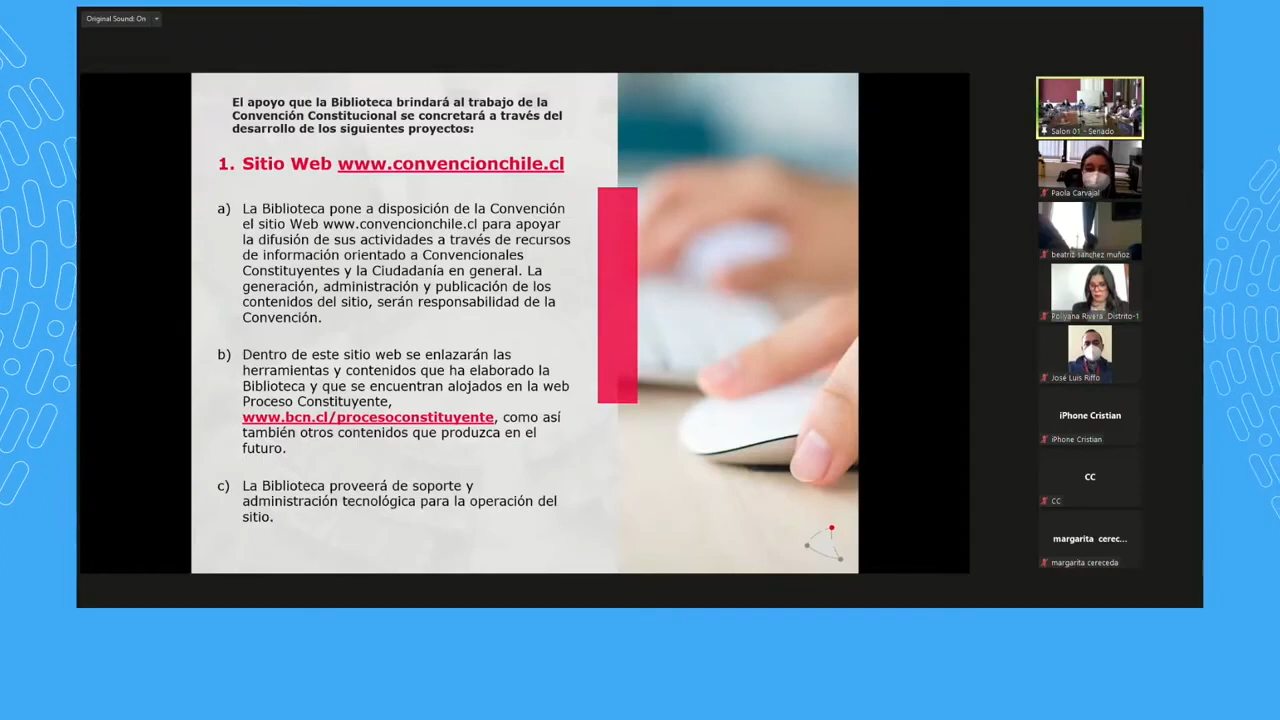 Original Sound: On
El apoyo que la Biblioteca brindará al trabajo de la
Convención Constitucional se concretará a través del
desarrollo de los siguientes proyectos:
1. Sitio Web www.convencionchile.cl
a) La Biblioteca pone a disposición de la Convención
el sitio Web www.convencionchile.cl para apoyar
la difusión de sus actividades a través de recursos
de información orientado a Convencionales
Constituyentes y la Ciudadanía en general. La
generación, administración y publicación de los
contenidos del sitio, serán responsabilidad de la
Convención.
b) Dentro de este sitio web se enlazarán las
herramientas y contenidos que ha elaborado la
Biblioteca y que se encuentran alojados en la web
Proceso Constituyente,
www.bcn.cl/procesoconstituyente, como así
también otros contenidos que produzca en el
futuro.
c) La Biblioteca proveerá de soporte y
administración tecnológica para la operación del
sitio.
Salon 01 - Senado
Paola Carvajal
beatriz sanchez muñoz
Pollyana Rivera_Distrito-1
José Luis Riffo
iPhone Cristian
iPhone Cristian
CC
CC
margarita cerec...
margarita cereceda